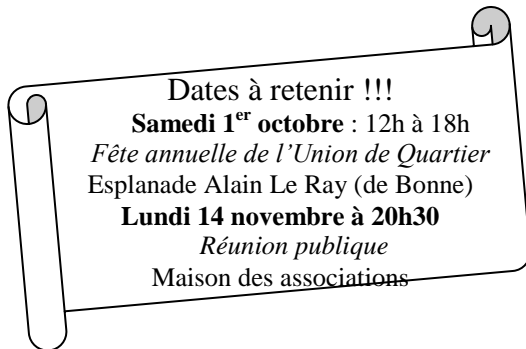 Dates à retenir !!!
Samedi 1er octobre : 12h à 18h
Fête annuelle de l’Union de Quartier
Esplanade Alain Le Ray (de Bonne)
Lundi 14 novembre à 20h30
Réunion publique
Maison des associations